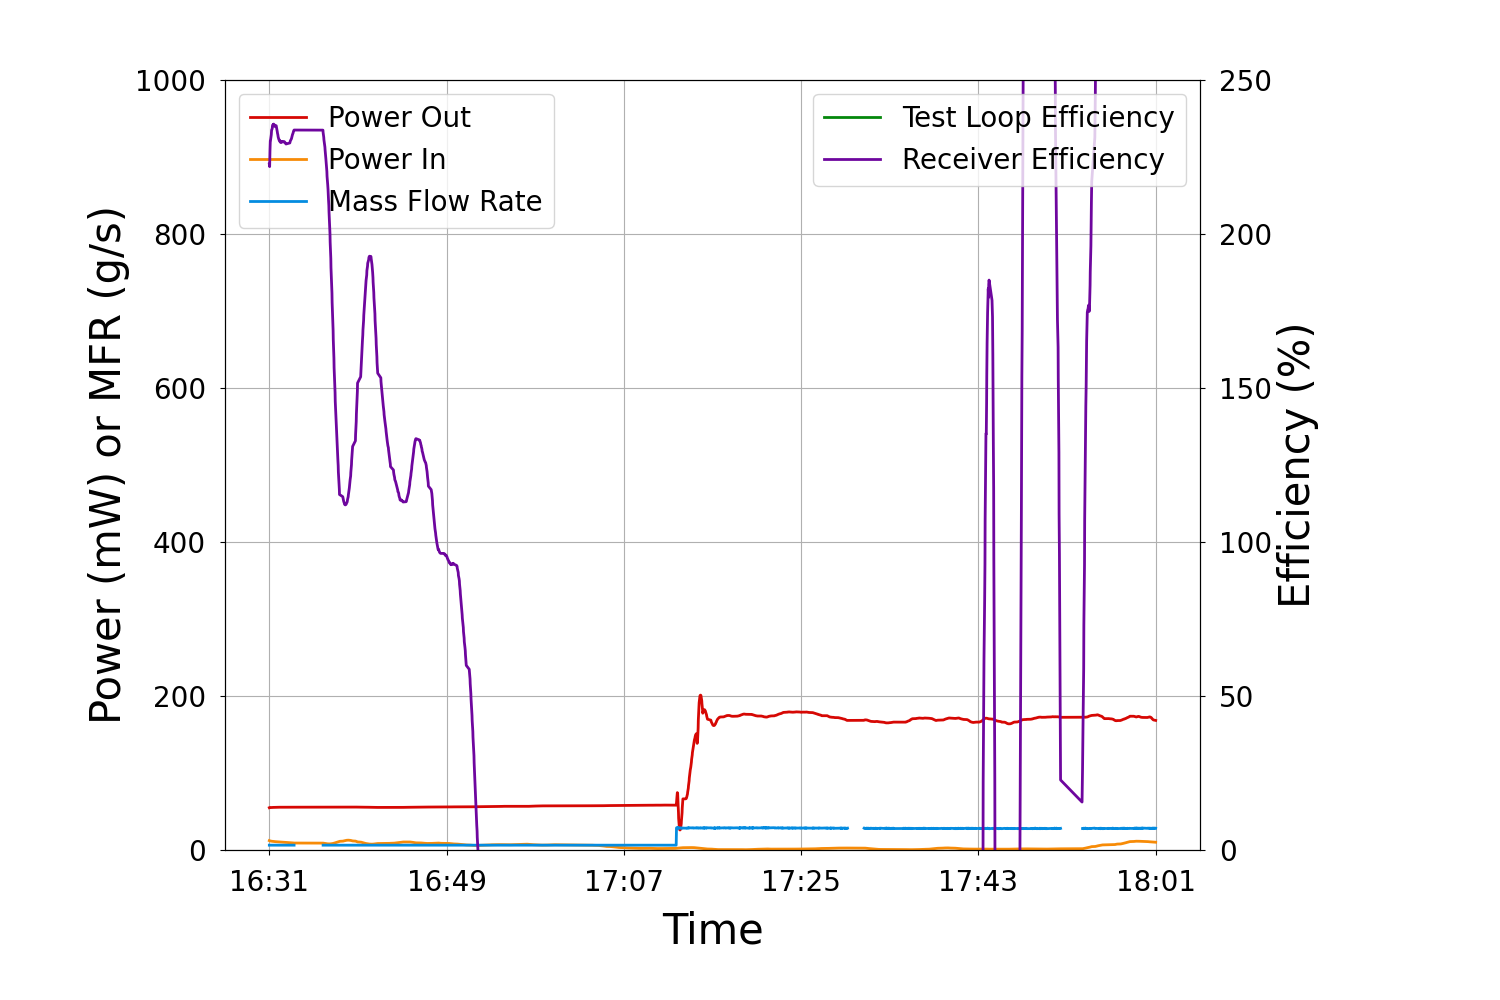 Power Out
Power In
Mass Flow Rate
Test Loop Efficiency
Receiver Efficiency
1000
800
600
400
200
0
250
200
150
100
50
0
16:31 16:49 17:07 17:25 17:43 18:01
Time
Power (mW) or MFR (g/s)
Efficiency (%)